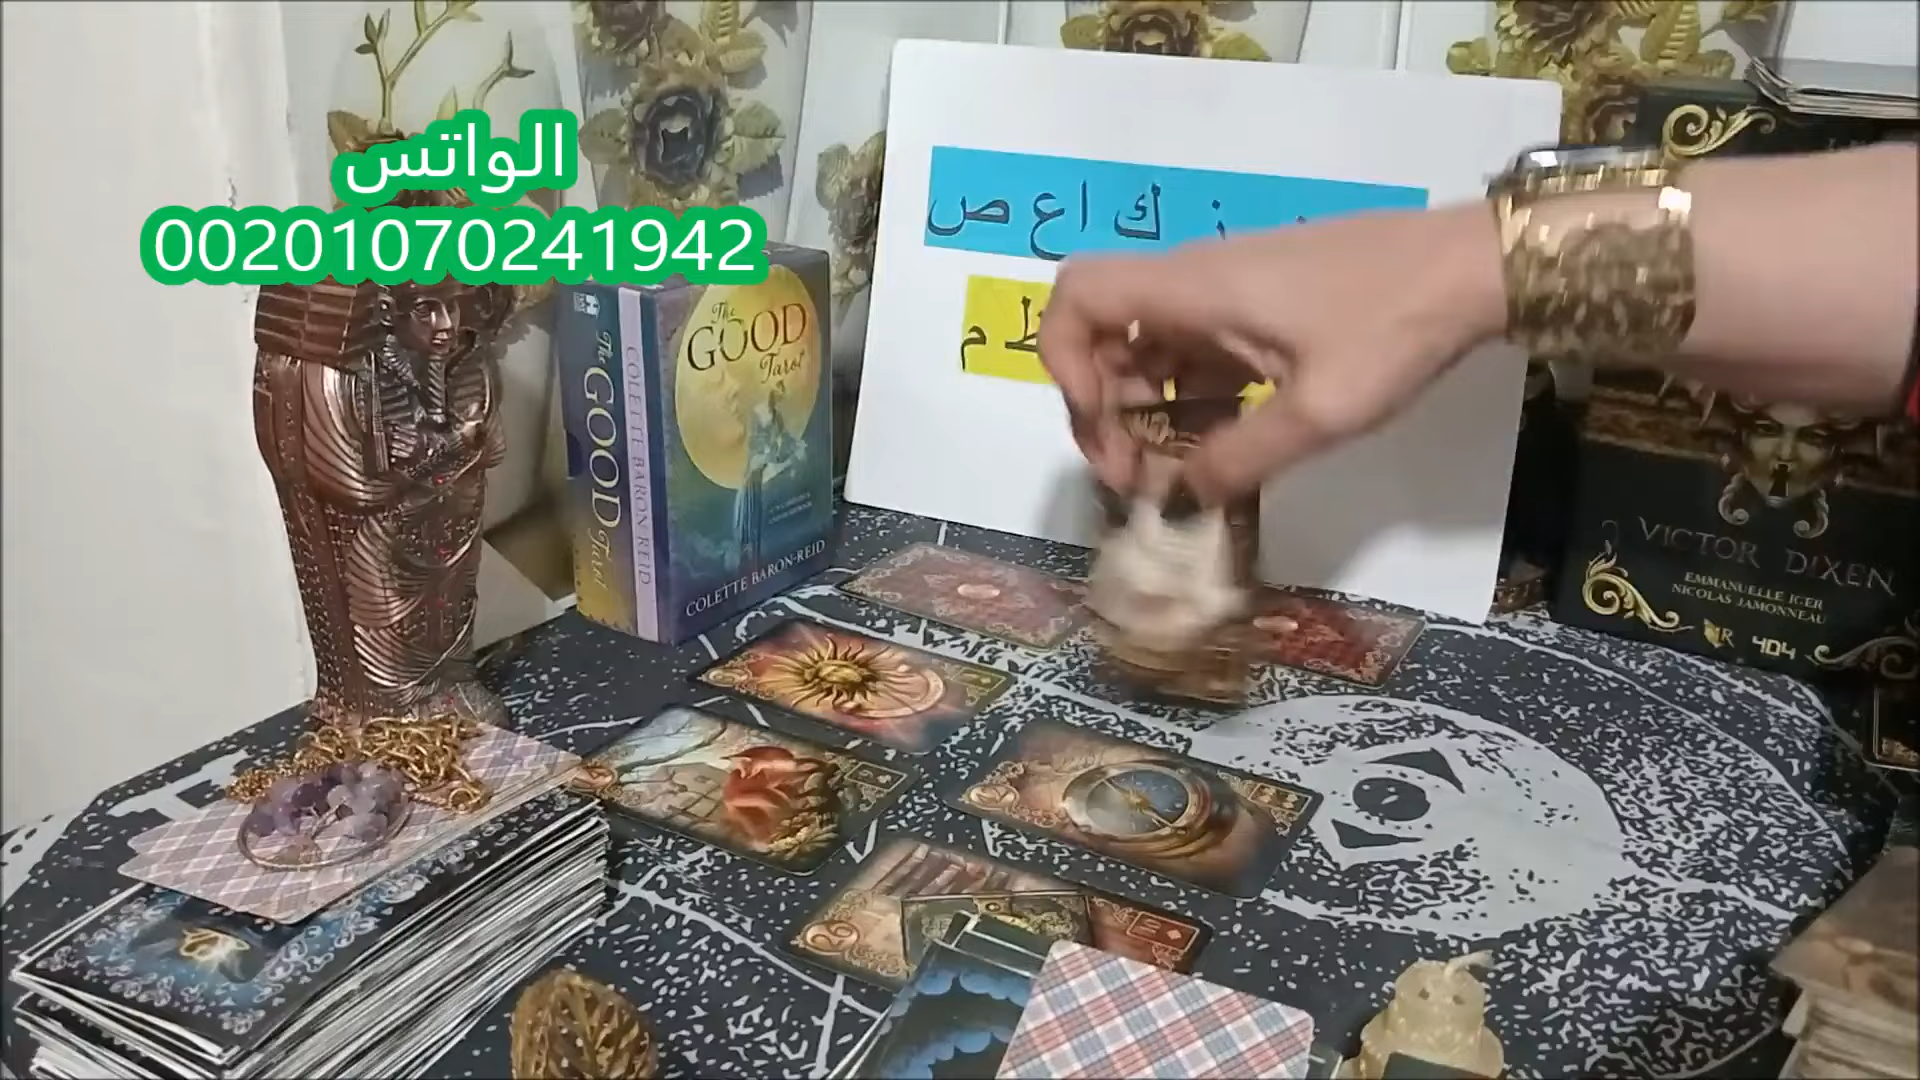 الواتس
00201070241942
The
GOOD
Tarot
COLETTE BARON-REID
The GOOD Tarot
COLETTE BARON-REID
ص اع ك ز
م ظ
VICTOR DIXEN
EMMANUELLE
NICOLAS JAMONNEAU
404
26